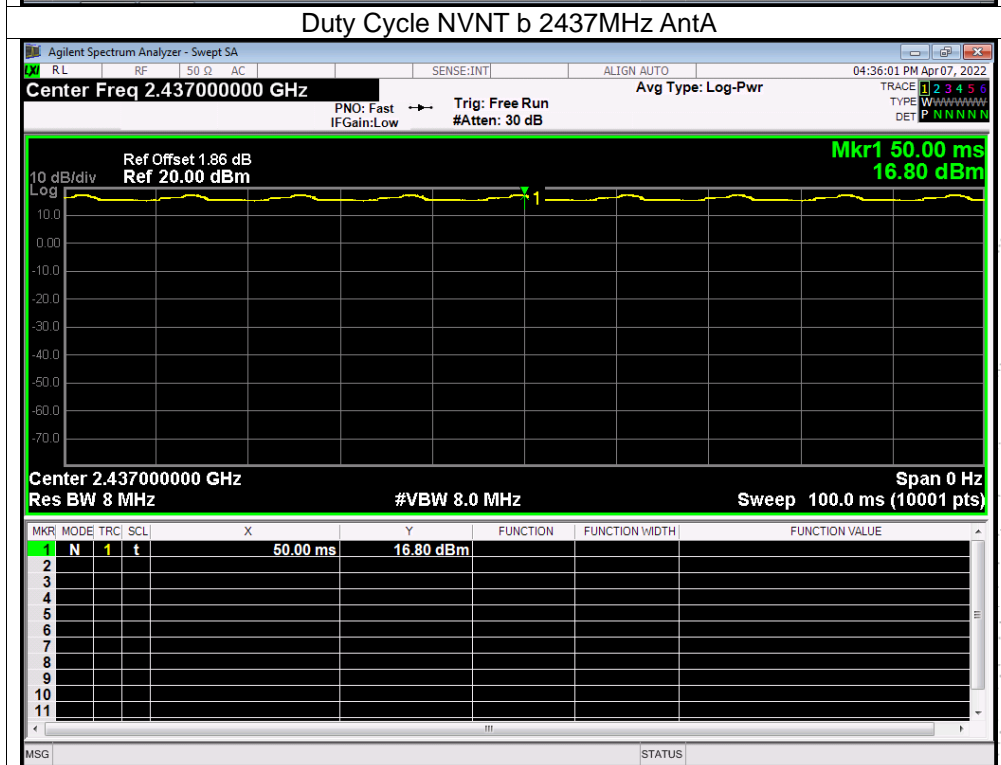 Duty Cycle NVNT b 2437MHz AntA
Agilent Spectrum Analyzer - Swept SA
LXI RL RF 50 Ω AC SENSE:INT ALIGN AUTO 04:36:01 PM Apr 07, 2022
Center Freq 2.437000000 GHz Avg Type: Log-Pwr TRACE 1 2 3 4 5 6
PNO: Fast Trig: Free Run TYPE WWWWWW
IFGain:Low #Atten: 30 dB DET P N N N N N
Mkr1 50.00 ms
16.80 dBm
Ref Offset 1.86 dB
10 dB/div Ref 20.00 dBm
Log
1
10.0
0.00
-10.0
-20.0
-30.0
-40.0
-50.0
-60.0
-70.0
Center 2.437000000 GHz Span 0 Hz
Res BW 8 MHz #VBW 8.0 MHz Sweep 100.0 ms (10001 pts)
MKR MODE TRC SCL X Y FUNCTION FUNCTION WIDTH FUNCTION VALUE
1 N 1 t 50.00 ms 16.80 dBm
2
3
4
5
6
7
8
9
10
11
MSG STATUS